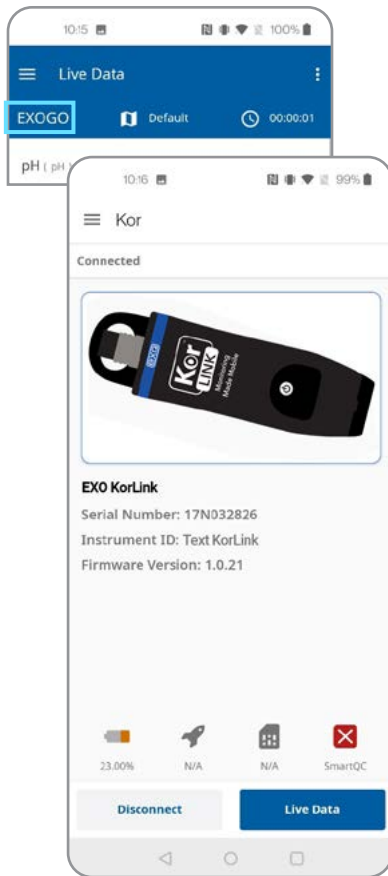 10:15 100%
Live Data
EXOGO Default 00:00:01
pH ( pH )
10:16 99%
Kor
Connected
EXO
Kor
LINK
Monitoring
Made Mobile
EXO KorLink
Serial Number: 17N032826
Instrument ID: Text KorLink
Firmware Version: 1.0.21
23.00% N/A N/A SmartQC
Disconnect Live Data